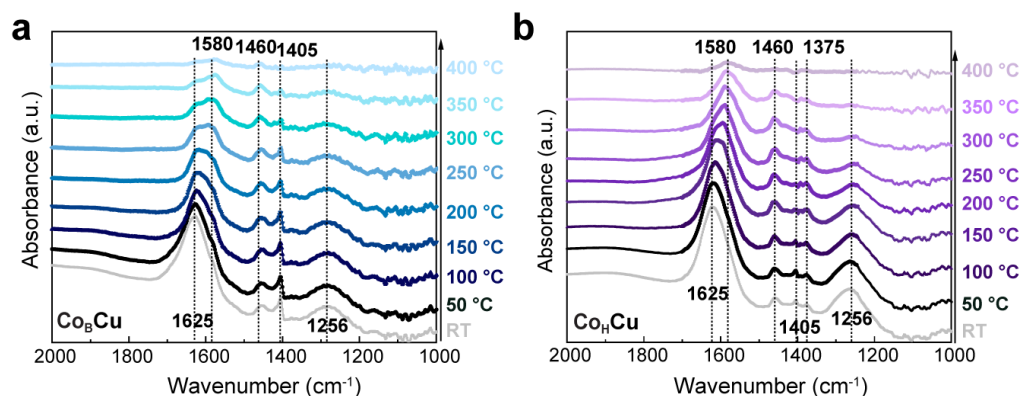 a
1580 1460 1405
400 °C
350 °C
300 °C
250 °C
200 °C
150 °C
100 °C
50 °C
RT
Co_BCu
1625
1256
Absorbance (a.u.)
2000 1800 1600 1400 1200 1000
Wavenumber (cm⁻¹)
b
1580 1460 1375
400 °C
350 °C
300 °C
250 °C
200 °C
150 °C
100 °C
50 °C
RT
1625
Co_HCu
1405
1256
Absorbance (a.u.)
2000 1800 1600 1400 1200 1000
Wavenumber (cm⁻¹)